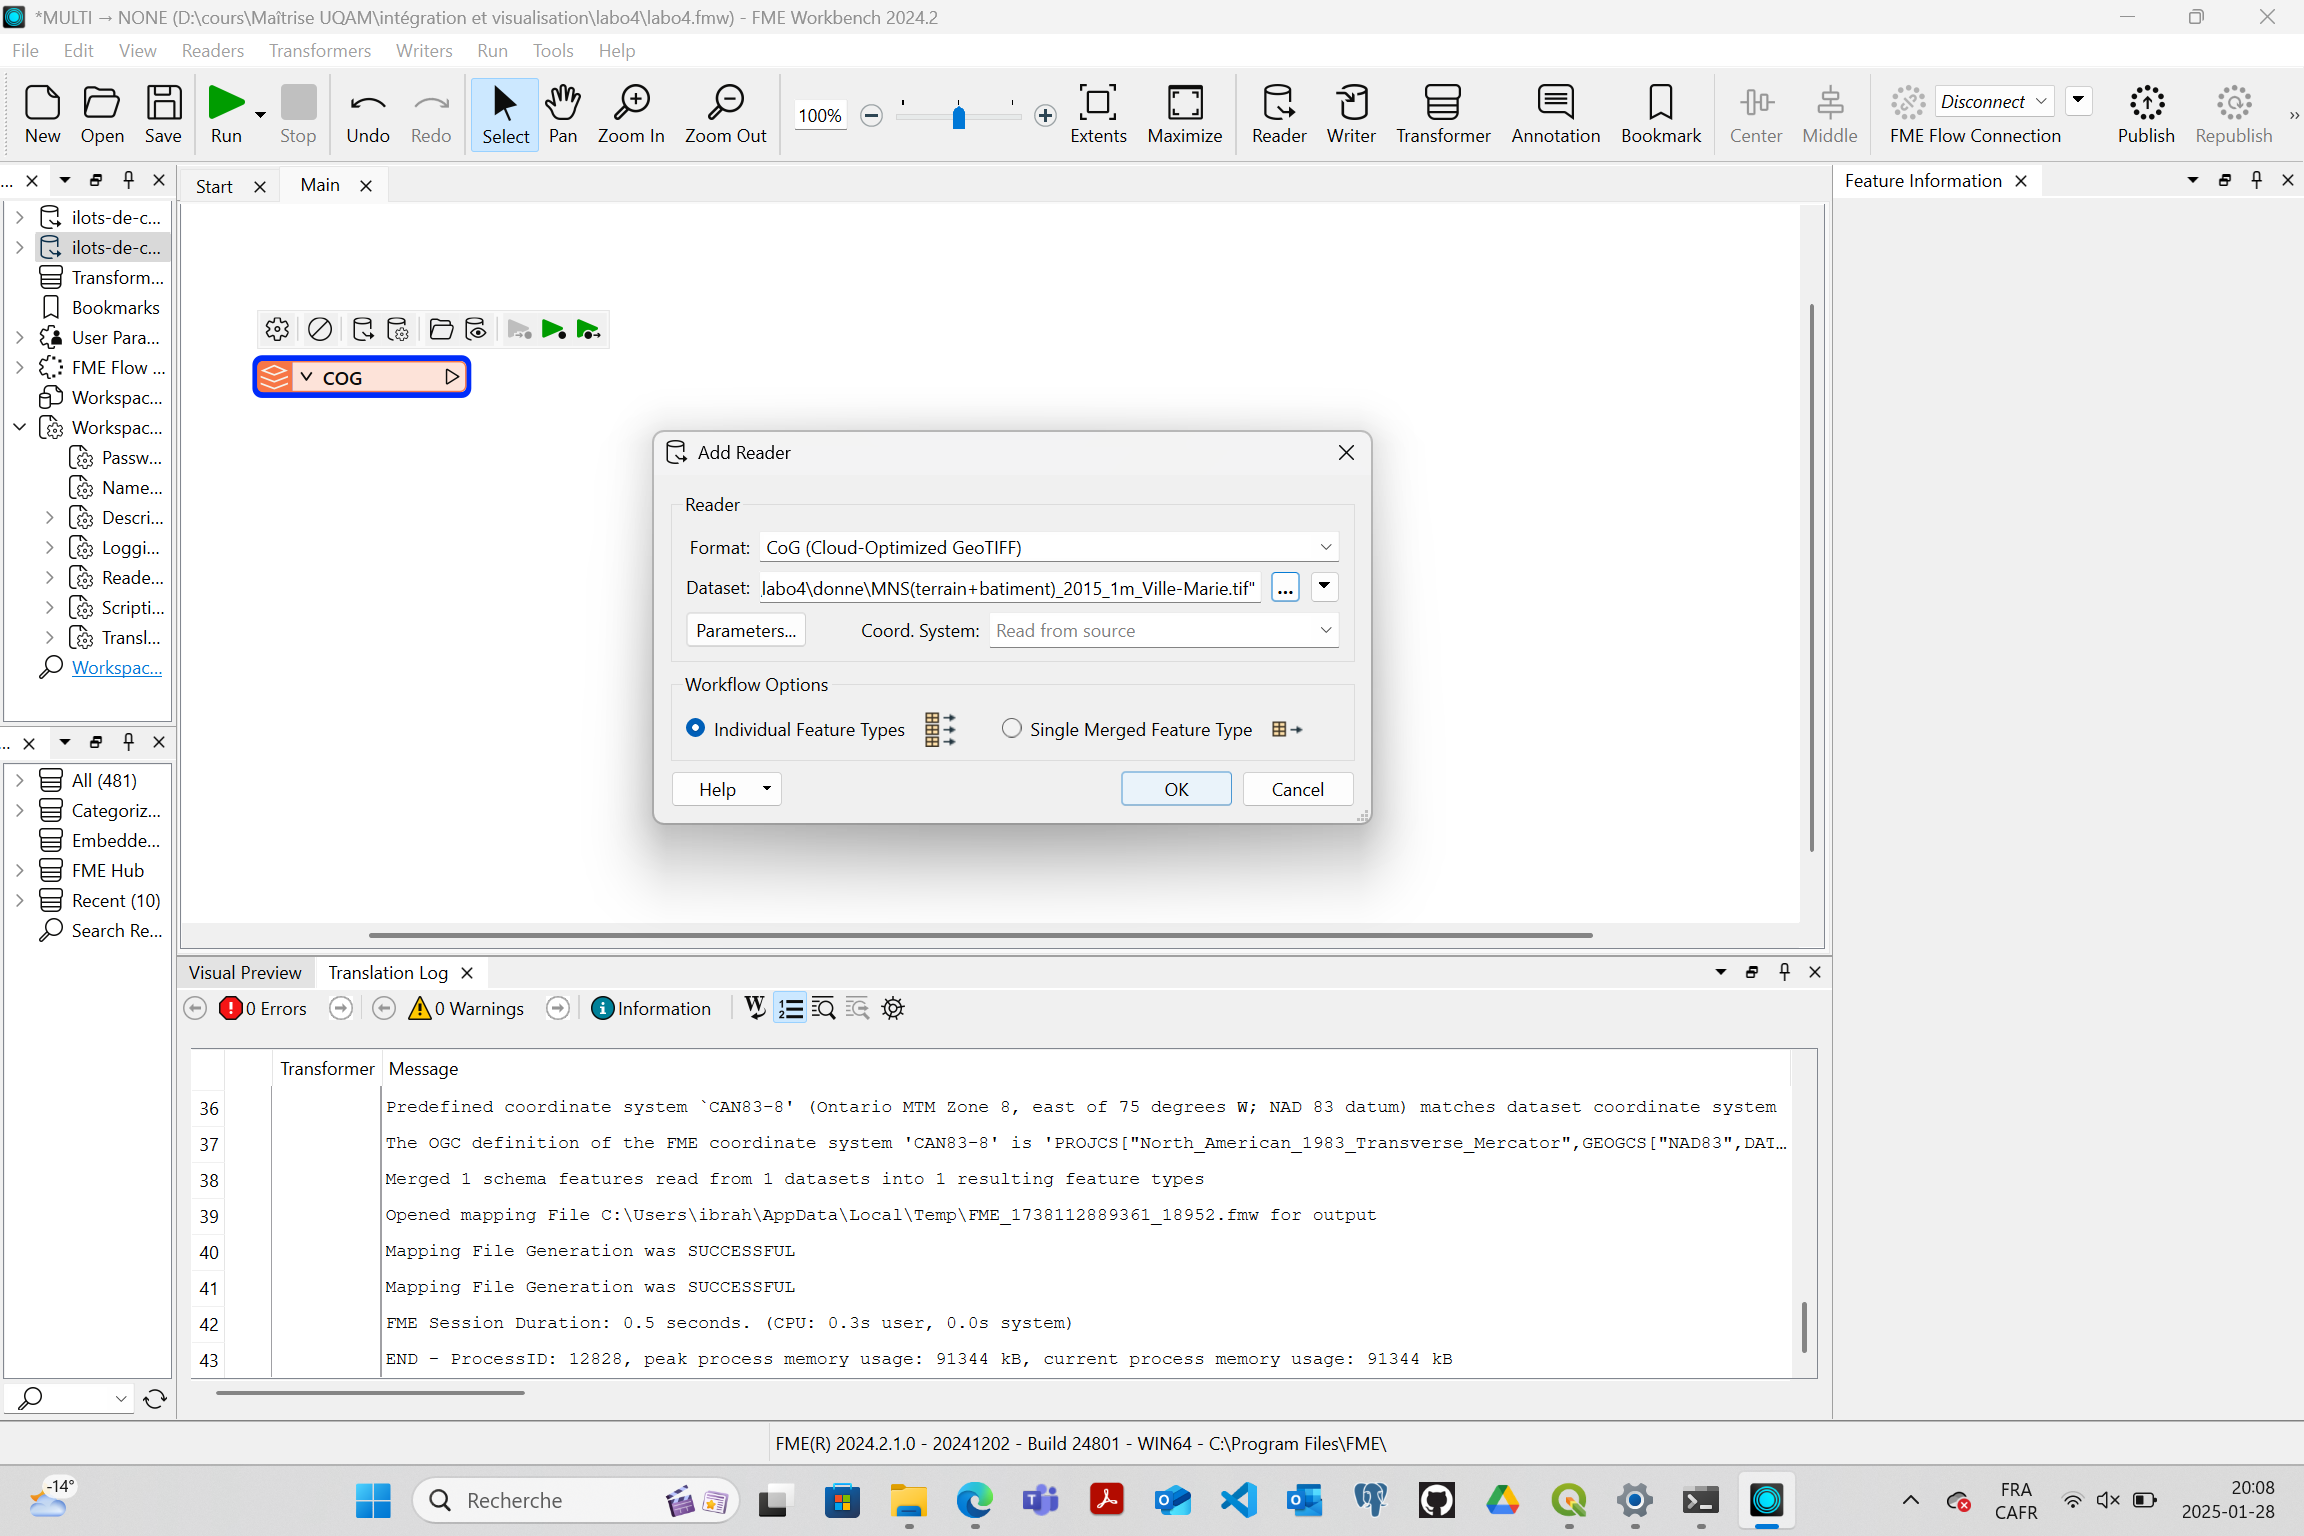 *MULTI → NONE (D:\cours\Maîtrise UQAM\intégration et visualisation\labo4\labo4.fmw) - FME Workbench 2024.2
File Edit View Readers Transformers Writers Run Tools Help
New Open Save Run Stop Undo Redo Select Pan Zoom In Zoom Out 100% Extents Maximize Reader Writer Transformer Annotation Bookmark Center Middle Disconnect FME Flow Connection Publish Republish »
...
Start Main Feature Information
ilots-de-c...
ilots-de-c...
Transform...
Bookmarks
User Para...
FME Flow ...
Workspac...
Workspac...
Passw...
Name...
Descri...
Loggi...
Reade...
Scripti...
Transl...
Workspac...
COG
Add Reader
Reader
Format: CoG (Cloud-Optimized GeoTIFF)
Dataset: labo4\donne\MNS(terrain+batiment)_2015_1m_Ville-Marie.tif" ...
Parameters... Coord. System: Read from source
Workflow Options
Individual Feature Types Single Merged Feature Type
Help OK Cancel
...
All (481)
Categoriz...
Embedde...
FME Hub
Recent (10)
Search Re...
Visual Preview Translation Log
0 Errors 0 Warnings Information
Transformer Message
36 Predefined coordinate system `CAN83-8' (Ontario MTM Zone 8, east of 75 degrees W; NAD 83 datum) matches dataset coordinate system
37 The OGC definition of the FME coordinate system 'CAN83-8' is 'PROJCS["North_American_1983_Transverse_Mercator",GEOGCS["NAD83",DAT...
38 Merged 1 schema features read from 1 datasets into 1 resulting feature types
39 Opened mapping File C:\Users\ibrah\AppData\Local\Temp\FME_1738112889361_18952.fmw for output
40 Mapping File Generation was SUCCESSFUL
41 Mapping File Generation was SUCCESSFUL
42 FME Session Duration: 0.5 seconds. (CPU: 0.3s user, 0.0s system)
43 END - ProcessID: 12828, peak process memory usage: 91344 kB, current process memory usage: 91344 kB
FME(R) 2024.2.1.0 - 20241202 - Build 24801 - WIN64 - C:\Program Files\FME\
-14°
Recherche
FRA
CAFR
20:08
2025-01-28